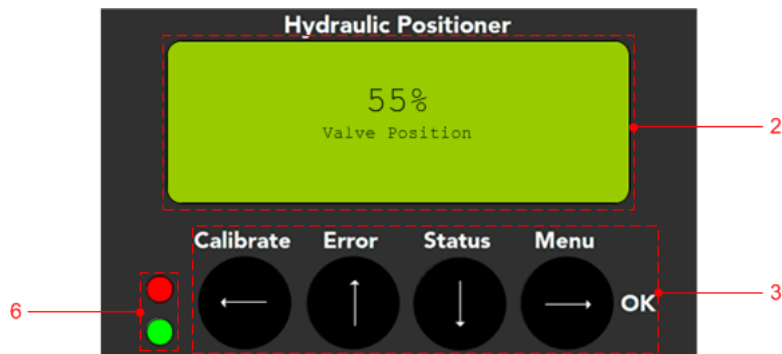 Hydraulic Positioner
55%
Valve Position
2
Calibrate Error Status Menu
OK
3
6